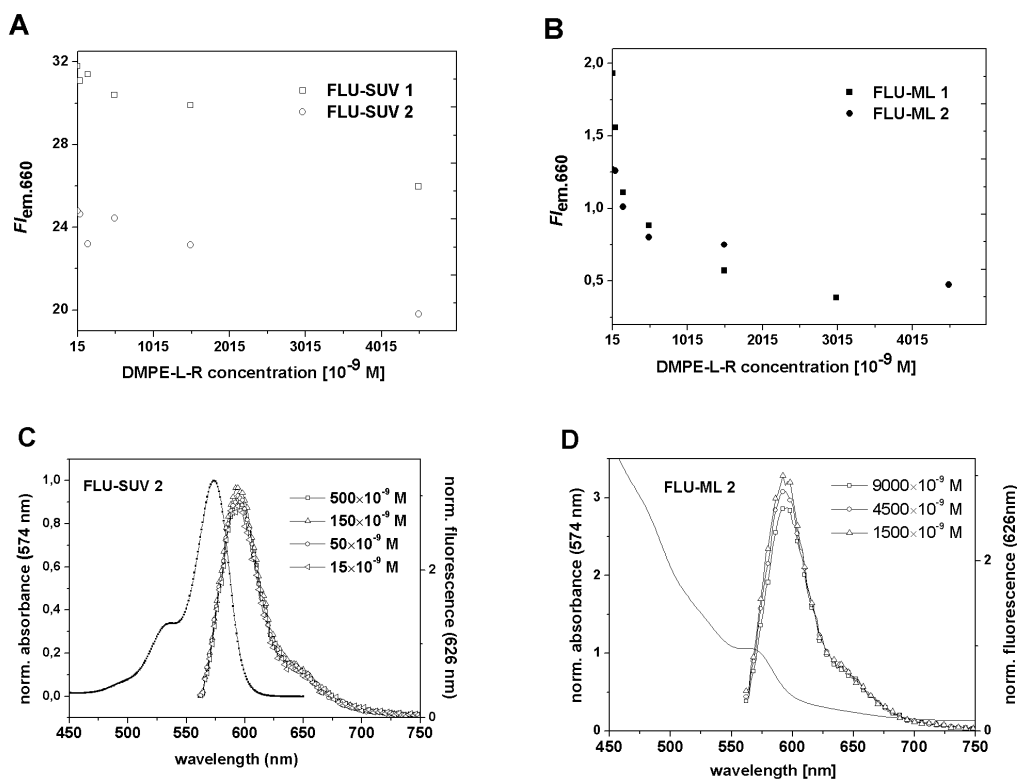 A
32
28
24
20
FI em.660
FLU-SUV 1
FLU-SUV 2
15 1015 2015 3015 4015
DMPE-L-R concentration [10⁻⁹ M]
B
2,0
1,5
1,0
0,5
FI em.660
FLU-ML 1
FLU-ML 2
15 1015 2015 3015 4015
DMPE-L-R concentration [10⁻⁹ M]
C
FLU-SUV 2
1,0
0,8
0,6
0,4
0,2
0,0
norm. absorbance (574 nm)
500×10⁻⁹ M
150×10⁻⁹ M
50×10⁻⁹ M
15×10⁻⁹ M
2
1
0
norm. fluorescence (626 nm)
450 500 550 600 650 700 750
wavelength (nm)
D
FLU-ML 2
3
2
1
0
norm. absorbance (574 nm)
9000×10⁻⁹ M
4500×10⁻⁹ M
1500×10⁻⁹ M
2
1
0
norm. fluorescence (626nm)
450 500 550 600 650 700 750
wavelength [nm]